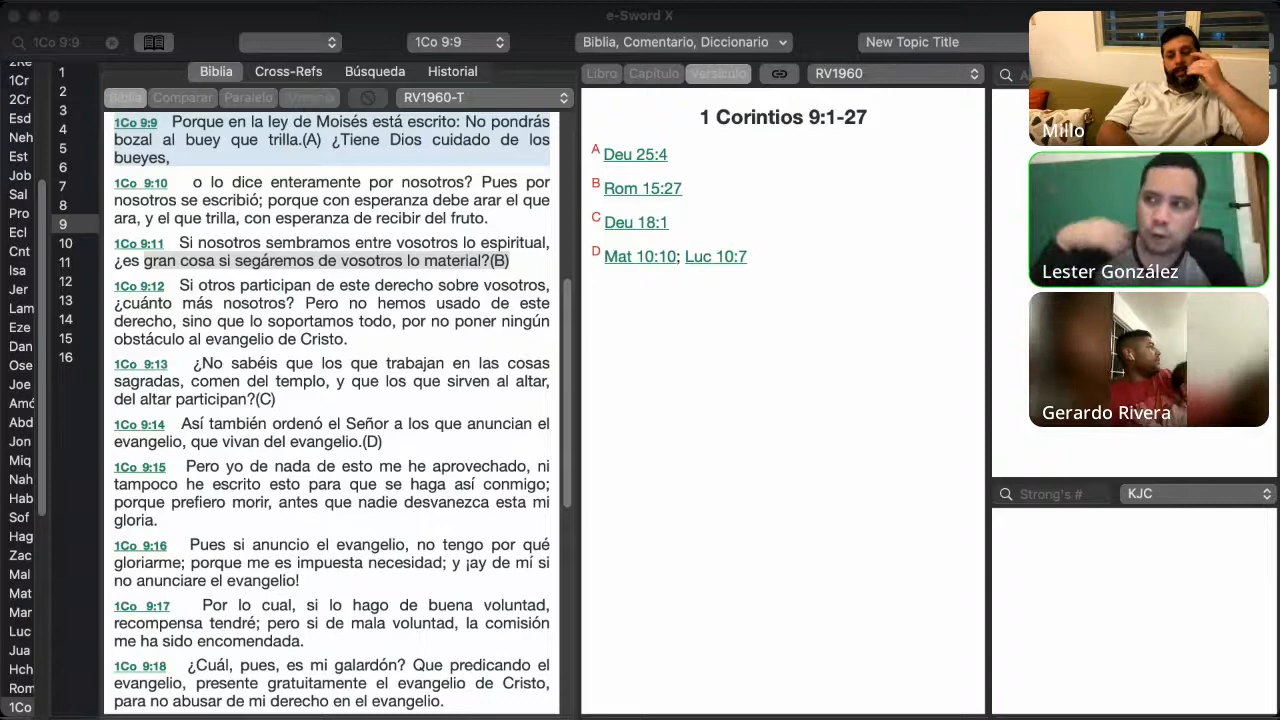 e-Sword X
1Co 9:9
1Co 9:9
Biblia, Comentario, Diccionario
New Topic Title
Biblia
Cross-Refs
Búsqueda
Historial
Biblia
Comparar
Paralelo
RV1960-T
Libro
Capítulo
Versículo
RV1960
1Cr
2Cr
Esd
Neh
Est
Job
Sal
Pro
Ecl
Cnt
Isa
Jer
Lam
Eze
Dan
Ose
Joe
Amó
Abd
Jon
Miq
Nah
Hab
Sof
Hag
Zac
Mal
Mat
Mar
Luc
Jua
Hch
Rom
1Co
1
2
3
4
5
6
7
8
9
10
11
12
13
14
15
16
1Co 9:9 Porque en la ley de Moisés está escrito: No pondrás
bozal al buey que trilla.(A) ¿Tiene Dios cuidado de los
bueyes,
1Co 9:10 o lo dice enteramente por nosotros? Pues por
nosotros se escribió; porque con esperanza debe arar el que
ara, y el que trilla, con esperanza de recibir del fruto.
1Co 9:11 Si nosotros sembramos entre vosotros lo espiritual,
¿es gran cosa si segáremos de vosotros lo material?(B)
1Co 9:12 Si otros participan de este derecho sobre vosotros,
¿cuánto más nosotros? Pero no hemos usado de este
derecho, sino que lo soportamos todo, por no poner ningún
obstáculo al evangelio de Cristo.
1Co 9:13 ¿No sabéis que los que trabajan en las cosas
sagradas, comen del templo, y que los que sirven al altar,
del altar participan?(C)
1Co 9:14 Así también ordenó el Señor a los que anuncian el
evangelio, que vivan del evangelio.(D)
1Co 9:15 Pero yo de nada de esto me he aprovechado, ni
tampoco he escrito esto para que se haga así conmigo;
porque prefiero morir, antes que nadie desvanezca esta mi
gloria.
1Co 9:16 Pues si anuncio el evangelio, no tengo por qué
gloriarme; porque me es impuesta necesidad; y ¡ay de mí si
no anunciare el evangelio!
1Co 9:17 Por lo cual, si lo hago de buena voluntad,
recompensa tendré; pero si de mala voluntad, la comisión
me ha sido encomendada.
1Co 9:18 ¿Cuál, pues, es mi galardón? Que predicando el
evangelio, presente gratuitamente el evangelio de Cristo,
para no abusar de mi derecho en el evangelio.
1 Corintios 9:1-27
A Deu 25:4
B Rom 15:27
C Deu 18:1
D Mat 10:10; Luc 10:7
Millo
Lester González
Gerardo Rivera
Strong's #
KJC